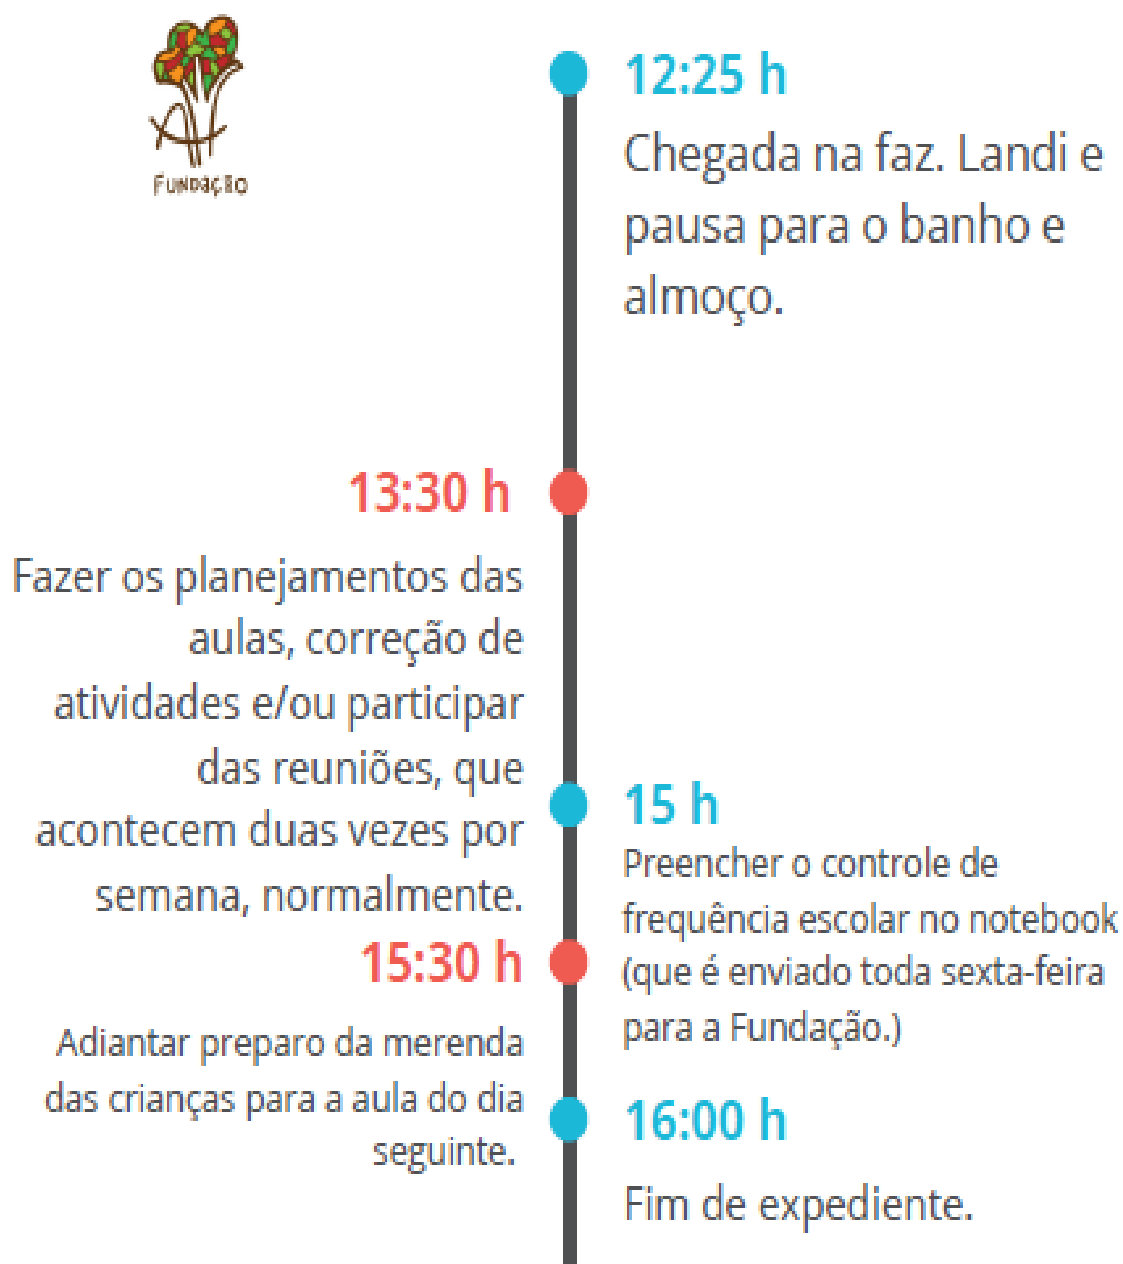 FUNDAÇÃO
12:25 h
Chegada na faz. Landi e
pausa para o banho e
almoço.
13:30 h
Fazer os planejamentos das
aulas, correção de
atividades e/ou participar
das reuniões, que
acontecem duas vezes por
semana, normalmente.
15 h
Preencher o controle de
frequência escolar no notebook
(que é enviado toda sexta-feira
para a Fundação.)
15:30 h
Adiantar preparo da merenda
das crianças para a aula do dia
seguinte.
16:00 h
Fim de expediente.